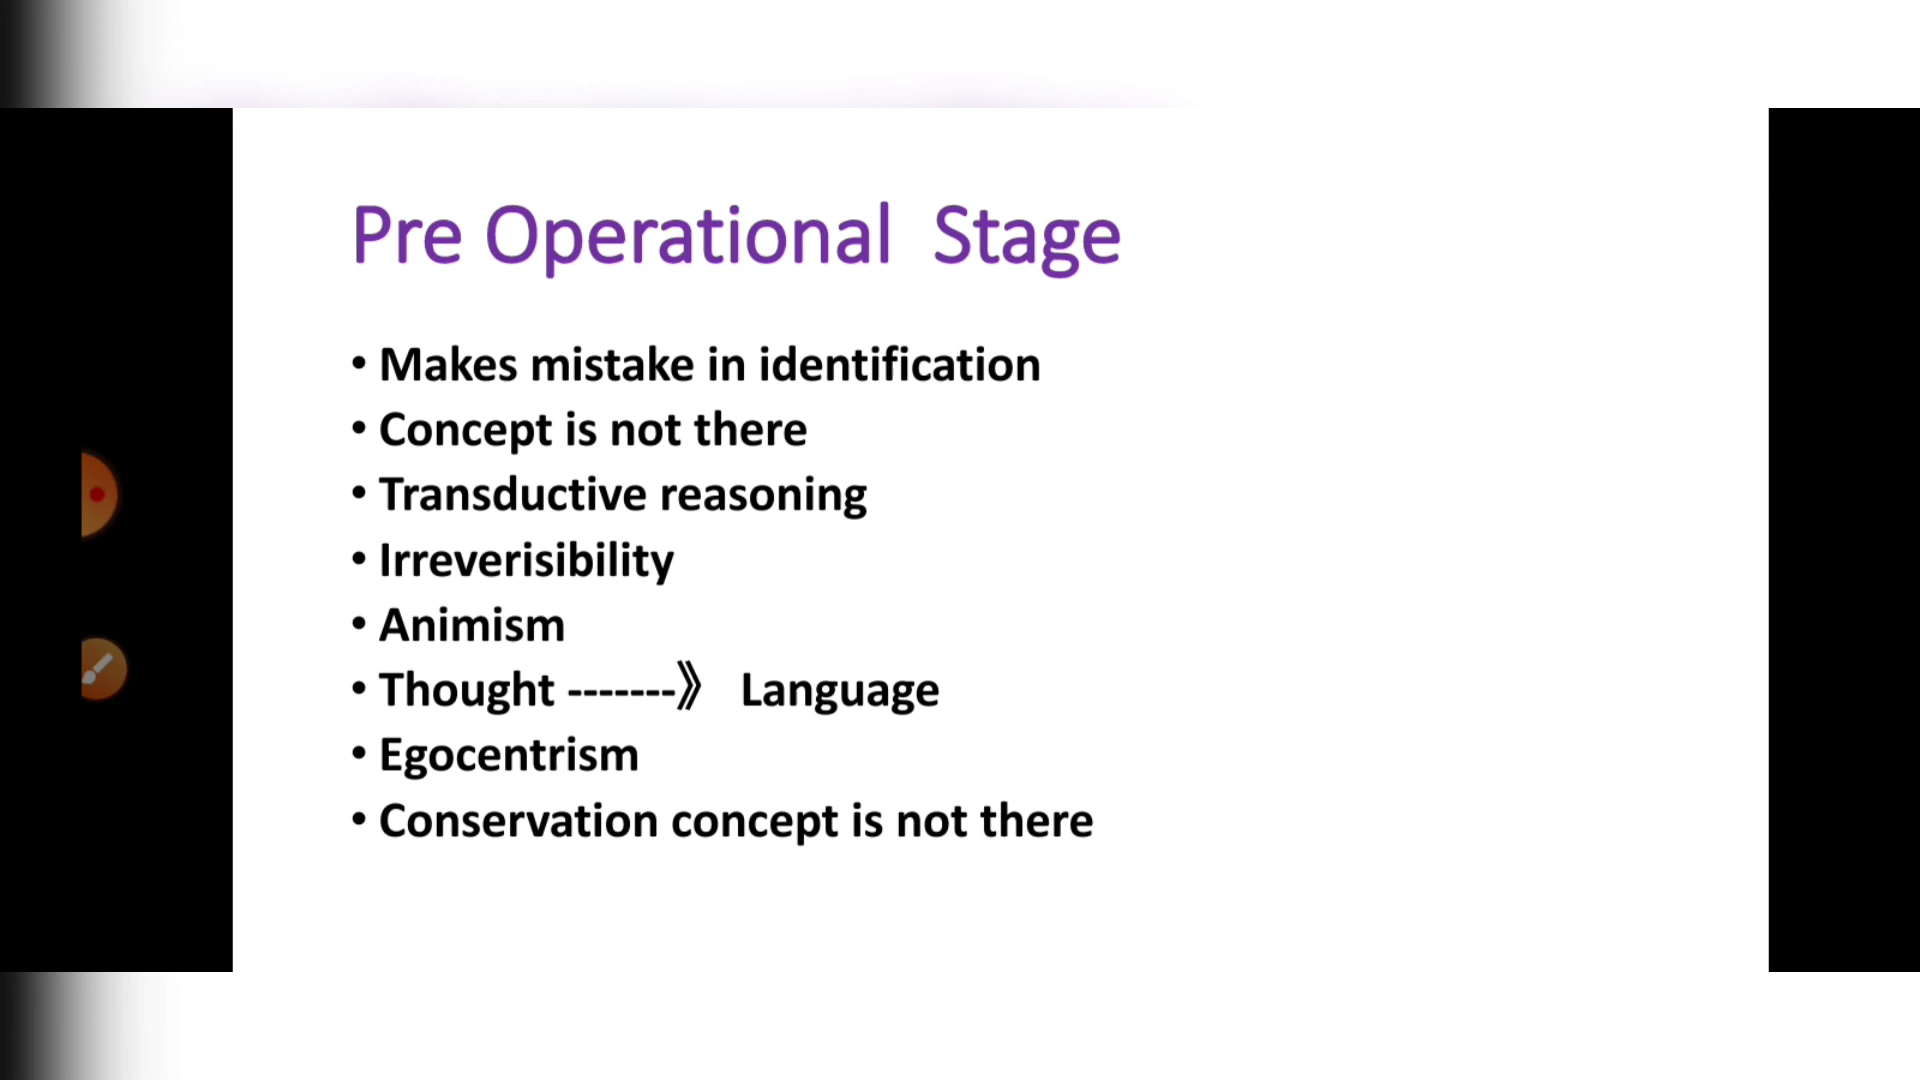 Pre Operational Stage
• Makes mistake in identification
• Concept is not there
• Transductive reasoning
• Irreverisibility
• Animism
• Thought -------》 Language
• Egocentrism
• Conservation concept is not there